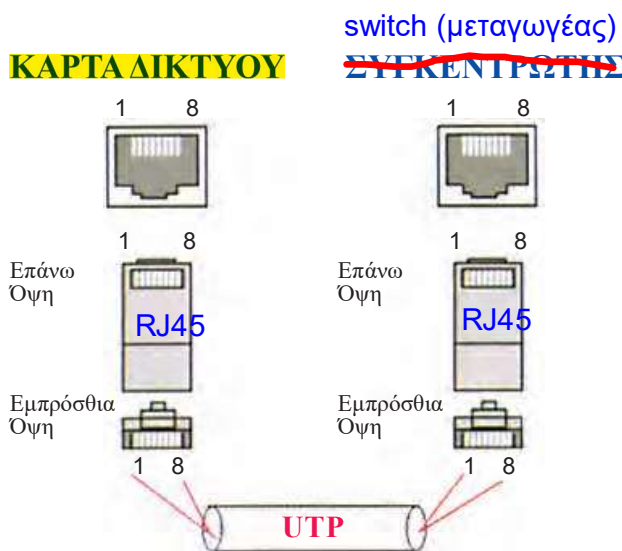 switch (μεταγωγέας)
ΚΑΡΤΑ ΔΙΚΤΥΟΥ ΣΥΓΚΕΝΤΡΩΤΗΣ
1 8 1 8
1 8 1 8
Επάνω Επάνω
Όψη Όψη
RJ45 RJ45
Εμπρόσθια Εμπρόσθια
Όψη Όψη
1 8 1 8
UTP